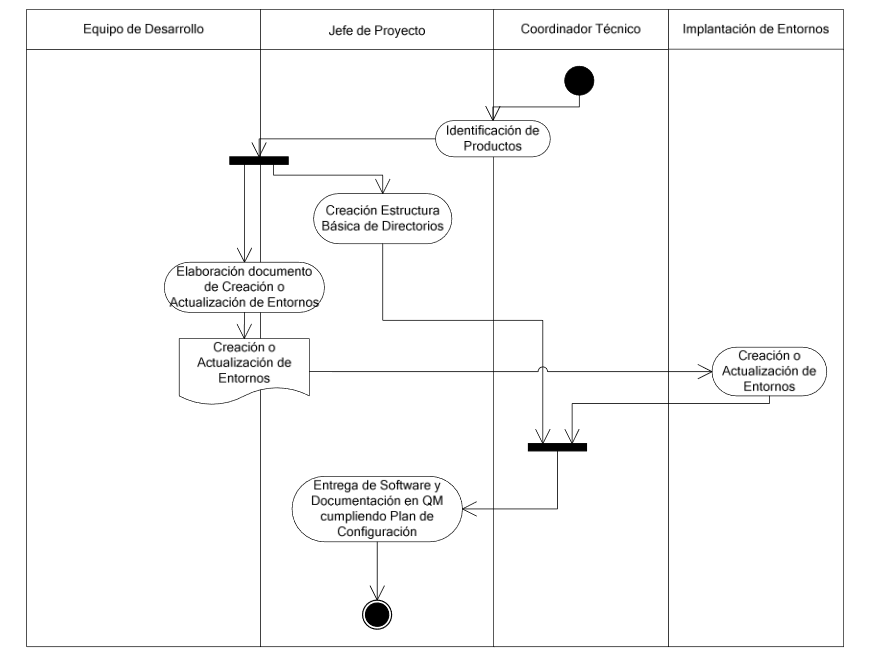 Equipo de Desarrollo
Jefe de Proyecto
Coordinador Técnico
Implantación de Entornos
Identificación de
Productos
Creación Estructura
Básica de Directorios
Elaboración documento
de Creación o
Actualización de Entornos
Creación o
Actualización de
Entornos
Creación o
Actualización de
Entornos
Entrega de Software y
Documentación en QM
cumpliendo Plan de
Configuración